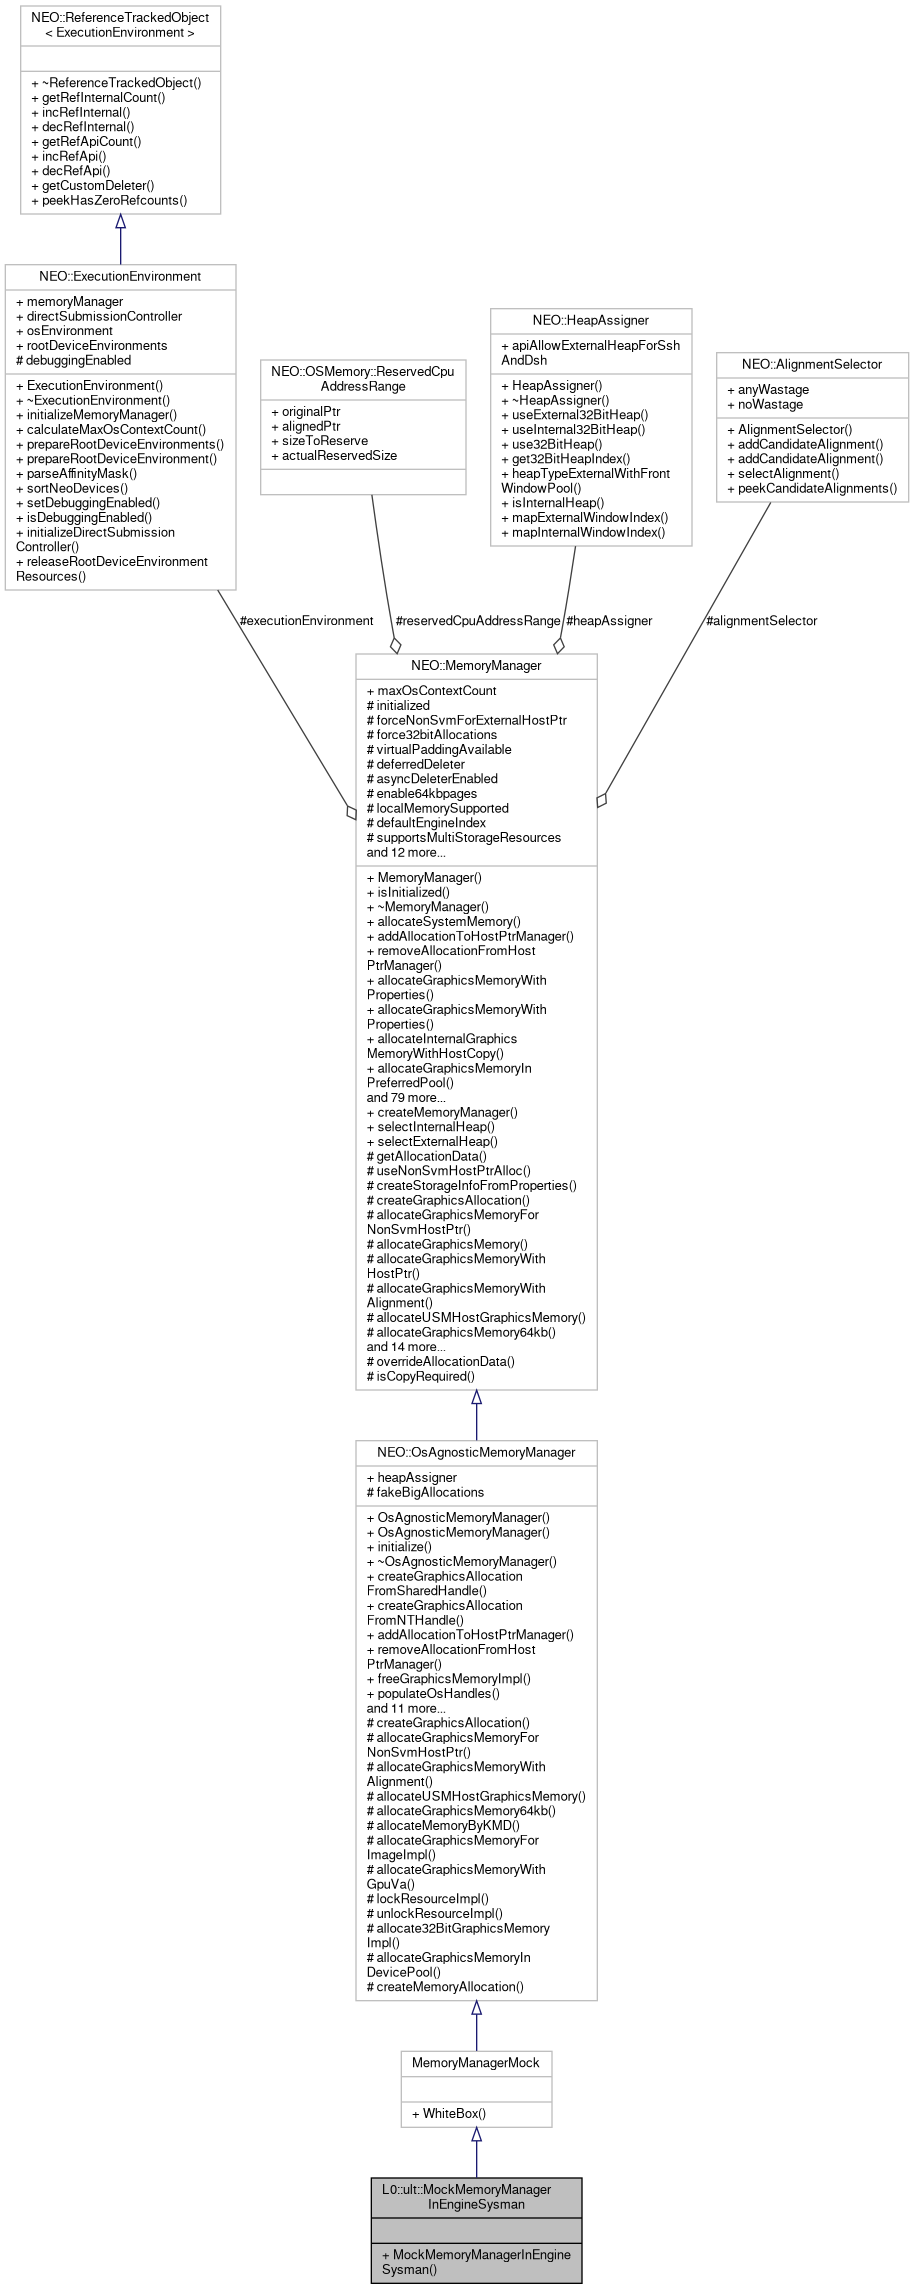 NEO::ReferenceTrackedObject
< ExecutionEnvironment >
+ ~ReferenceTrackedObject()
+ getRefInternalCount()
+ incRefInternal()
+ decRefInternal()
+ getRefApiCount()
+ incRefApi()
+ decRefApi()
+ getCustomDeleter()
+ peekHasZeroRefcounts()
NEO::ExecutionEnvironment
+ memoryManager
+ directSubmissionController
+ osEnvironment
+ rootDeviceEnvironments
# debuggingEnabled
+ ExecutionEnvironment()
+ ~ExecutionEnvironment()
+ initializeMemoryManager()
+ calculateMaxOsContextCount()
+ prepareRootDeviceEnvironments()
+ prepareRootDeviceEnvironment()
+ parseAffinityMask()
+ sortNeoDevices()
+ setDebuggingEnabled()
+ isDebuggingEnabled()
+ initializeDirectSubmission
Controller()
+ releaseRootDeviceEnvironment
Resources()
NEO::OSMemory::ReservedCpu
AddressRange
+ originalPtr
+ alignedPtr
+ sizeToReserve
+ actualReservedSize
NEO::HeapAssigner
+ apiAllowExternalHeapForSsh
AndDsh
+ HeapAssigner()
+ ~HeapAssigner()
+ useExternal32BitHeap()
+ useInternal32BitHeap()
+ use32BitHeap()
+ get32BitHeapIndex()
+ heapTypeExternalWithFront
WindowPool()
+ isInternalHeap()
+ mapExternalWindowIndex()
+ mapInternalWindowIndex()
NEO::AlignmentSelector
+ anyWastage
+ noWastage
+ AlignmentSelector()
+ addCandidateAlignment()
+ addCandidateAlignment()
+ selectAlignment()
+ peekCandidateAlignments()
#executionEnvironment
#reservedCpuAddressRange
#heapAssigner
#alignmentSelector
NEO::MemoryManager
+ maxOsContextCount
# initialized
# forceNonSvmForExternalHostPtr
# force32bitAllocations
# virtualPaddingAvailable
# deferredDeleter
# asyncDeleterEnabled
# enable64kbpages
# localMemorySupported
# defaultEngineIndex
# supportsMultiStorageResources
and 12 more...
+ MemoryManager()
+ isInitialized()
+ ~MemoryManager()
+ allocateSystemMemory()
+ addAllocationToHostPtrManager()
+ removeAllocationFromHost
PtrManager()
+ allocateGraphicsMemoryWith
Properties()
+ allocateGraphicsMemoryWith
Properties()
+ allocateInternalGraphics
MemoryWithHostCopy()
+ allocateGraphicsMemoryIn
PreferredPool()
and 79 more...
+ createMemoryManager()
+ selectInternalHeap()
+ selectExternalHeap()
# getAllocationData()
# useNonSvmHostPtrAlloc()
# createStorageInfoFromProperties()
# createGraphicsAllocation()
# allocateGraphicsMemoryFor
NonSvmHostPtr()
# allocateGraphicsMemory()
# allocateGraphicsMemoryWith
HostPtr()
# allocateGraphicsMemoryWith
Alignment()
# allocateUSMHostGraphicsMemory()
# allocateGraphicsMemory64kb()
and 14 more...
# overrideAllocationData()
# isCopyRequired()
NEO::OsAgnosticMemoryManager
+ heapAssigner
# fakeBigAllocations
+ OsAgnosticMemoryManager()
+ OsAgnosticMemoryManager()
+ initialize()
+ ~OsAgnosticMemoryManager()
+ createGraphicsAllocation
FromSharedHandle()
+ createGraphicsAllocation
FromNTHandle()
+ addAllocationToHostPtrManager()
+ removeAllocationFromHost
PtrManager()
+ freeGraphicsMemoryImpl()
+ populateOsHandles()
and 11 more...
# createGraphicsAllocation()
# allocateGraphicsMemoryFor
NonSvmHostPtr()
# allocateGraphicsMemoryWith
Alignment()
# allocateUSMHostGraphicsMemory()
# allocateGraphicsMemory64kb()
# allocateMemoryByKMD()
# allocateGraphicsMemoryFor
ImageImpl()
# allocateGraphicsMemoryWith
GpuVa()
# lockResourceImpl()
# unlockResourceImpl()
# allocate32BitGraphicsMemory
Impl()
# allocateGraphicsMemoryIn
DevicePool()
# createMemoryAllocation()
MemoryManagerMock
+ WhiteBox()
L0::ult::MockMemoryManager
InEngineSysman
+ MockMemoryManagerInEngine
Sysman()